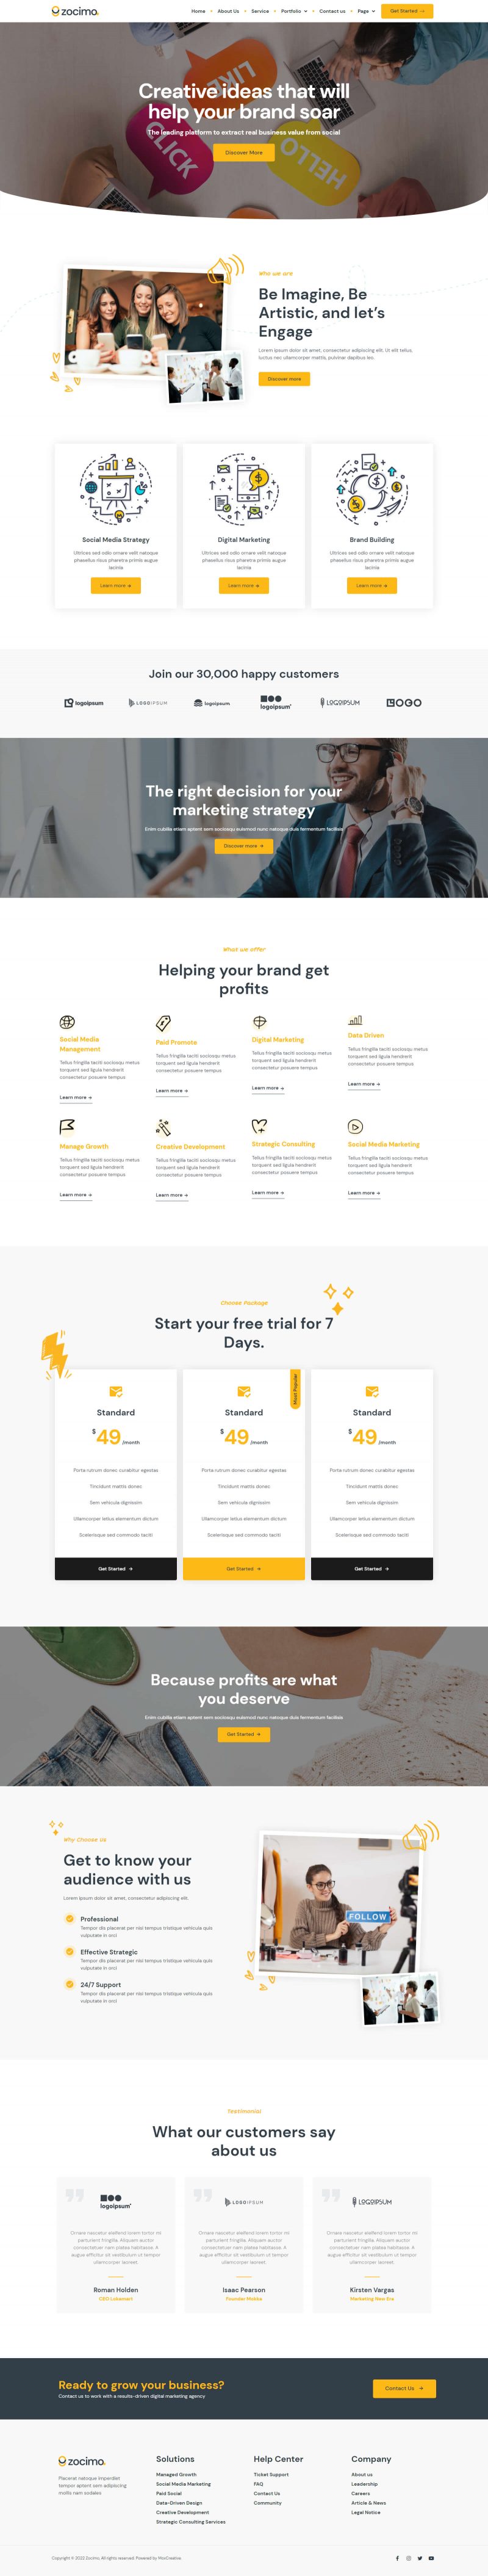 zocimo.
Home
About Us
Service
Portfolio
Contact us
Page
Get Started →
Creative ideas that will
help your brand soar
CLICK
HELLO
The leading platform to extract real business value from social
Discover More
Who we are
Be Imagine, Be
Artistic, and let's
Engage
Lorem ipsum dolor sit amet, consectetur adipiscing elit. Ut elit tellus,
luctus nec ullamcorper mattis, pulvinar dapibus leo.
Discover more
Social Media Strategy
Ultrices sed odio ornare velit natoque
phasellus risus pharetra primis augue
lacinia
Learn more →
Digital Marketing
Ultrices sed odio ornare velit natoque
phasellus risus pharetra primis augue
lacinia
Learn more →
Brand Building
Ultrices sed odio ornare velit natoque
phasellus risus pharetra primis augue
lacinia
Learn more →
Join our 30,000 happy customers
logoipsum
LOGOIPSUM
logoipsum
logoipsum
LOGOIPSUM
LOGO
The right decision for your
marketing strategy
Enim cubilia etiam aptent sem sociosqu euismod nunc natoque duis fermentum facilisis
Discover more →
What we offer
Helping your brand get
profits
Social Media
Management
Tellus fringilla taciti sociosqu metus
torquent sed ligula hendrerit
consectetur posuere tempus
Learn more →
Paid Promote
Tellus fringilla taciti sociosqu metus
torquent sed ligula hendrerit
consectetur posuere tempus
Learn more →
Digital Marketing
Tellus fringilla taciti sociosqu metus
torquent sed ligula hendrerit
consectetur posuere tempus
Learn more →
Data Driven
Tellus fringilla taciti sociosqu metus
torquent sed ligula hendrerit
consectetur posuere tempus
Learn more →
Manage Growth
Tellus fringilla taciti sociosqu metus
torquent sed ligula hendrerit
consectetur posuere tempus
Learn more →
Creative Development
Tellus fringilla taciti sociosqu metus
torquent sed ligula hendrerit
consectetur posuere tempus
Learn more →
Strategic Consulting
Tellus fringilla taciti sociosqu metus
torquent sed ligula hendrerit
consectetur posuere tempus
Learn more →
Social Media Marketing
Tellus fringilla taciti sociosqu metus
torquent sed ligula hendrerit
consectetur posuere tempus
Learn more →
Choose Package
Start your free trial for 7
Days.
Standard
$49 /month
Porta rutrum donec curabitur egestas
Tincidunt mattis donec
Sem vehicula dignissim
Ullamcorper letius elementum dictum
Scelerisque sed commodo taciti
Get Started →
Most Populer
Standard
$49 /month
Porta rutrum donec curabitur egestas
Tincidunt mattis donec
Sem vehicula dignissim
Ullamcorper letius elementum dictum
Scelerisque sed commodo taciti
Get Started →
Standard
$49 /month
Porta rutrum donec curabitur egestas
Tincidunt mattis donec
Sem vehicula dignissim
Ullamcorper letius elementum dictum
Scelerisque sed commodo taciti
Get Started →
Because profits are what
you deserve
Enim cubilia etiam aptent sem sociosqu euismod nunc natoque duis fermentum facilisis
Get Started →
Why Choose Us
Get to know your
audience with us
Lorem ipsum dolor sit amet, consectetur adipiscing elit.
Professional
Tempor dis placerat per nisi tempus tristique vehicula quis
vulputate in orci
Effective Strategic
Tempor dis placerat per nisi tempus tristique vehicula quis
vulputate in orci
24/7 Support
Tempor dis placerat per nisi tempus tristique vehicula quis
vulputate in orci
FOLLOW
Testimonial
What our customers say
about us
logoipsum
Ornare nascetur eleifend lorem tortor mi
parturient fringilla. Aliquam auctor
consectetuer nam platea habitasse. A
augue efficitur sit vestibulum ut tempor
ullamcorper laoreet.
Roman Holden
CEO Lokamart
LOGOIPSUM
Ornare nascetur eleifend lorem tortor mi
parturient fringilla. Aliquam auctor
consectetuer nam platea habitasse. A
augue efficitur sit vestibulum ut tempor
ullamcorper laoreet.
Isaac Pearson
LOGOIPSUM
Ornare nascetur eleifend lorem tortor mi
parturient fringilla. Aliquam auctor
consectetuer nam platea habitasse. A
augue efficitur sit vestibulum ut tempor
ullamcorper laoreet.
Kirsten Vargas
Marketing New Era
Ready to grow your business?
Contact us to work with a results-driven digital marketing agency
Contact Us →
zocimo.
Placerat natoque imperdiet
tempor aptent sem adipiscing
mollis nam sodales
Solutions
Managed Growth
Social Media Marketing
Paid Social
Data-Driven Design
Creative Development
Strategic Consulting Services
Help Center
Ticket Support
FAQ
Contact Us
Community
Company
About us
Leadership
Careers
Article & News
Legal Notice
Copyright © 2022 Zocimo, All rights reserved. Powered by MoxCreative.